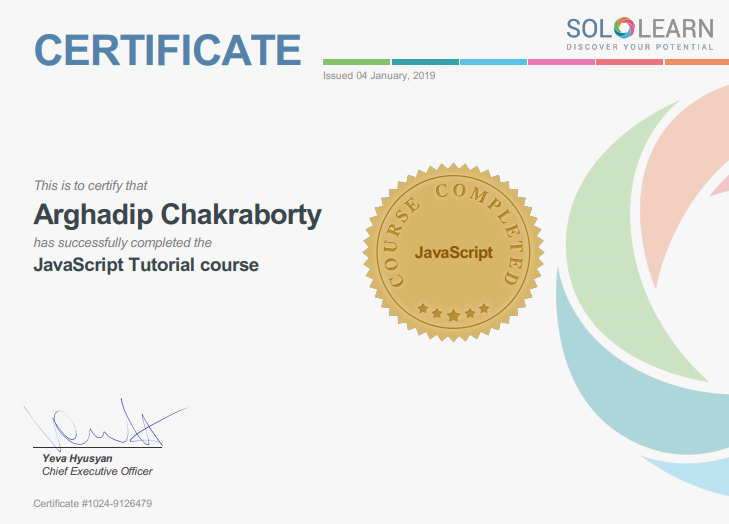 CERTIFICATE
SOLOLEARN
DISCOVER YOUR POTENTIAL
Issued 04 January, 2019
This is to certify that
Arghadip Chakraborty
has successfully completed the
JavaScript Tutorial course
COURSE COMPLETED
JavaScript
Yeva Hyusyan
Chief Executive Officer
Certificate #1024-9126479